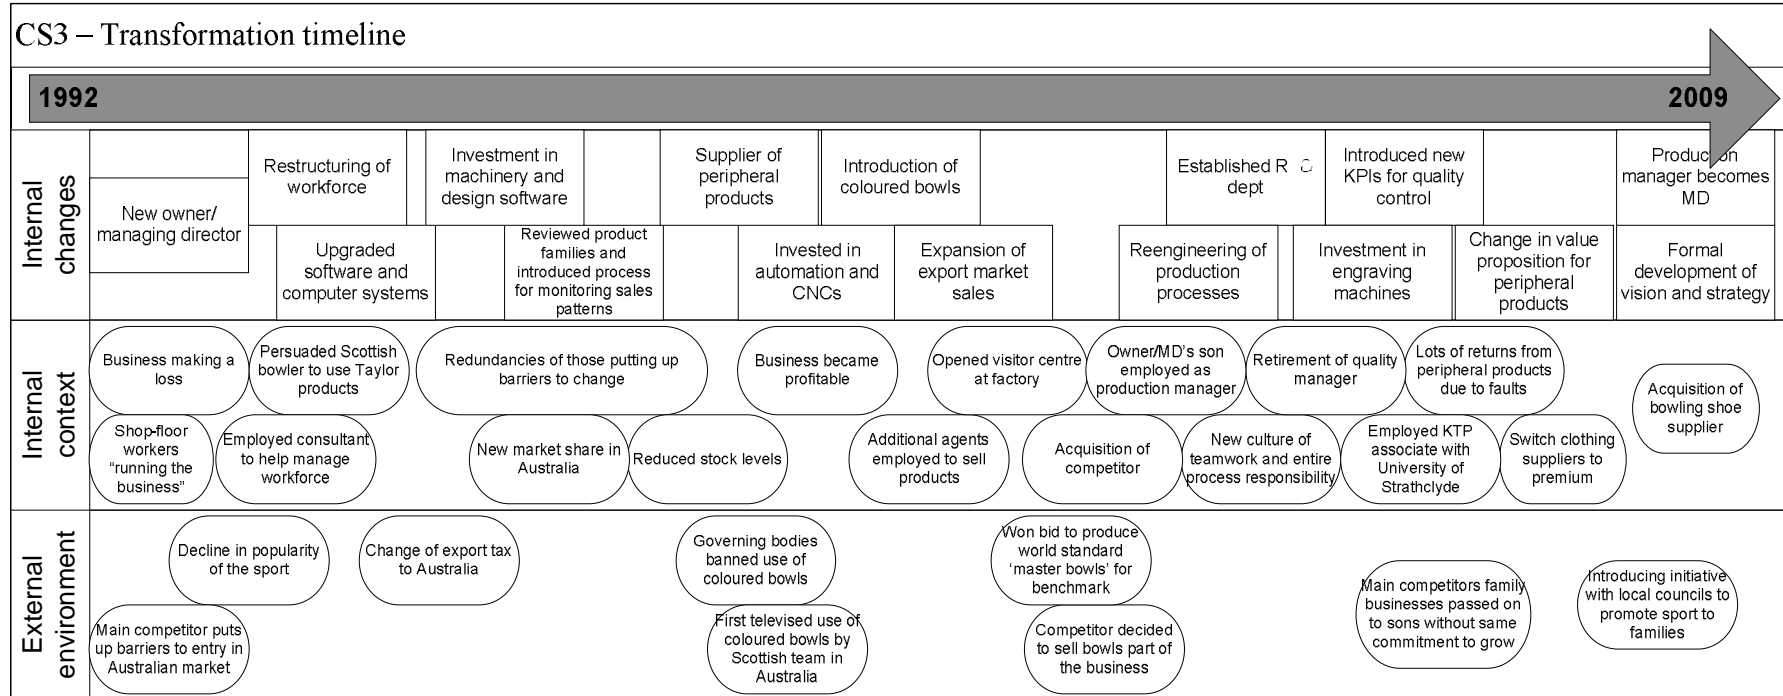 CS3 – Transformation timeline
1992
2009
Internal
changes
New owner/
managing director
Restructuring of
workforce
Upgraded
software and
computer systems
Investment in
machinery and
design software
Reviewed product
families and
introduced process
for monitoring sales
patterns
Supplier of
peripheral
products
Invested in
automation and
CNCs
Introduction of
coloured bowls
Expansion of
export market
sales
Established R
dept
Reengineering of
production
processes
Introduced new
KPIs for quality
control
Investment in
engraving
machines
Change in value
proposition for
peripheral
products
Production
manager becomes
MD
Formal
development of
vision and strategy
Internal
context
Business making a
loss
Shop-floor
workers
“running the
business”
Persuaded Scottish
bowler to use Taylor
products
Employed consultant
to help manage
workforce
Redundancies of those putting up
barriers to change
New market share in
Australia
Reduced stock levels
Business became
profitable
Additional agents
employed to sell
products
Opened visitor centre
at factory
Acquisition of
competitor
Owner/MD’s son
employed as
production manager
New culture of
teamwork and entire
process responsibility
Retirement of quality
manager
Employed KTP
associate with
University of
Strathclyde
Lots of returns from
peripheral products
due to faults
Switch clothing
suppliers to
premium
Acquisition of
bowling shoe
supplier
External
environment
Main competitor puts
up barriers to entry in
Australian market
Decline in popularity
of the sport
Change of export tax
to Australia
Governing bodies
banned use of
coloured bowls
First televised use of
coloured bowls by
Scottish team in
Australia
Won bid to produce
world standard
‘master bowls’ for
benchmark
Competitor decided
to sell bowls part of
the business
Main competitors family
businesses passed on
to sons without same
commitment to grow
Introducing initiative
with local councils to
promote sport to
families